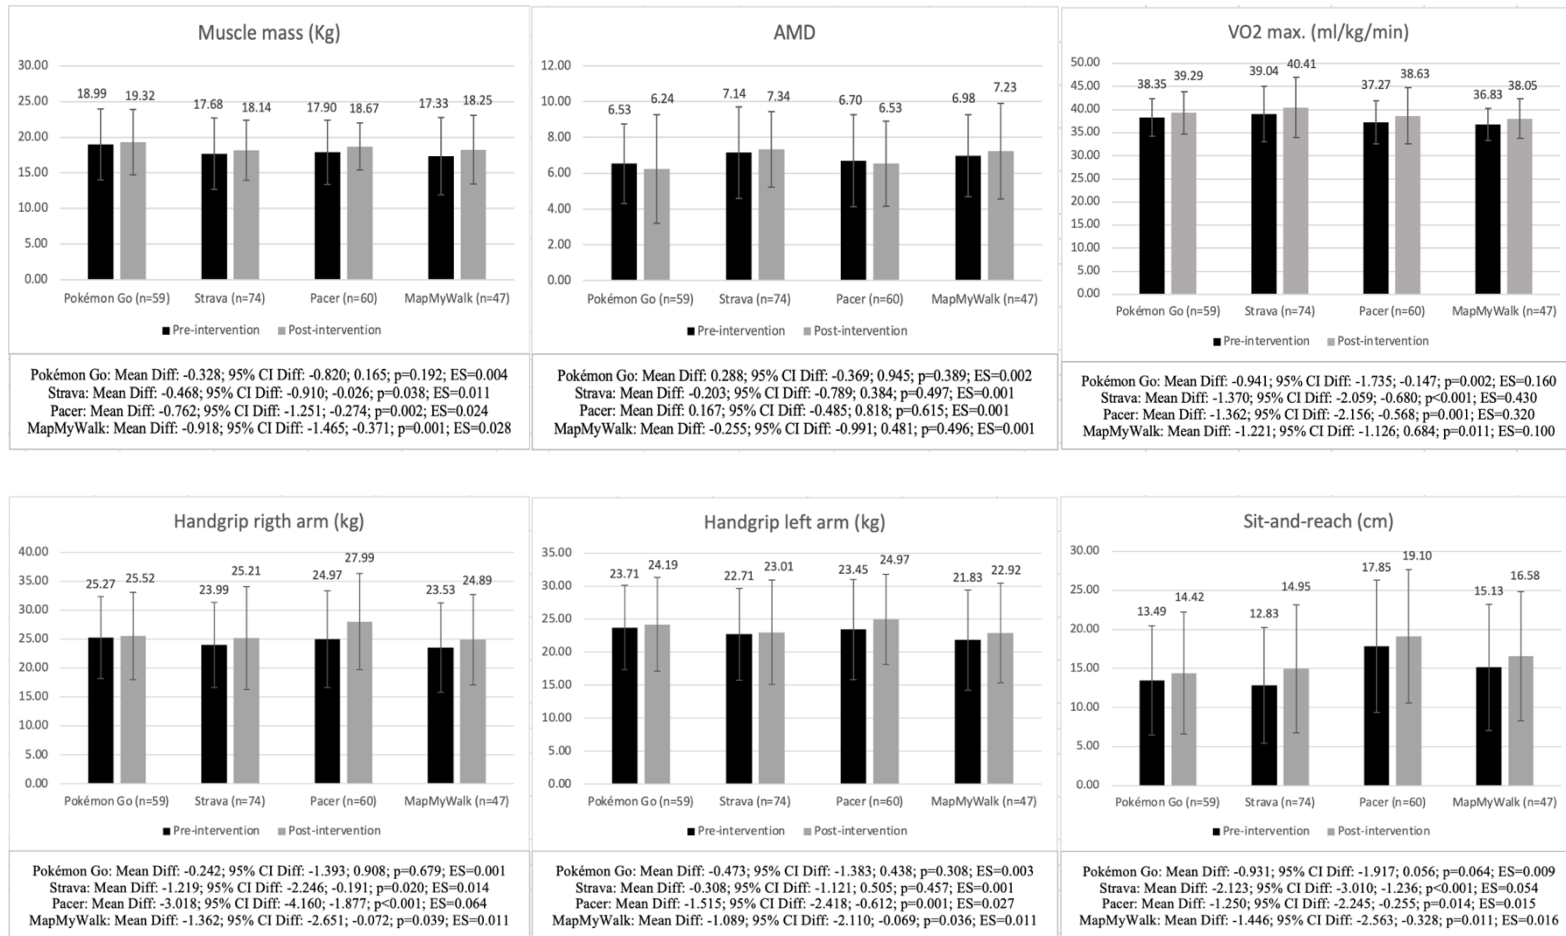 Muscle mass (Kg)
30.00
25.00
20.00
15.00
10.00
5.00
0.00
18.99
19.32
17.68
18.14
17.90
18.67
17.33
18.25
Pokémon Go (n=59)
Strava (n=74)
Pacer (n=60)
MapMyWalk (n=47)
Pre-intervention
Post-intervention
Pokémon Go: Mean Diff: -0.328; 95% CI Diff: -0.820; 0.165; p=0.192; ES=0.004
Strava: Mean Diff: -0.468; 95% CI Diff: -0.910; -0.026; p=0.038; ES=0.011
Pacer: Mean Diff: -0.762; 95% CI Diff: -1.251; -0.274; p=0.002; ES=0.024
MapMyWalk: Mean Diff: -0.918; 95% CI Diff: -1.465; -0.371; p=0.001; ES=0.028
AMD
12.00
10.00
8.00
6.00
4.00
2.00
0.00
6.53
6.24
7.14
7.34
6.70
6.53
6.98
7.23
Pokémon Go (n=59)
Strava (n=74)
Pacer (n=60)
MapMyWalk (n=47)
Pre-intervention
Post-intervention
Pokémon Go: Mean Diff: 0.288; 95% CI Diff: -0.369; 0.945; p=0.389; ES=0.002
Strava: Mean Diff: -0.203; 95% CI Diff: -0.789; 0.384; p=0.497; ES=0.001
Pacer: Mean Diff: 0.167; 95% CI Diff: -0.485; 0.818; p=0.615; ES=0.001
MapMyWalk: Mean Diff: -0.255; 95% CI Diff: -0.991; 0.481; p=0.496; ES=0.001
VO2 max. (ml/kg/min)
50.00
45.00
40.00
35.00
30.00
25.00
20.00
15.00
10.00
5.00
0.00
38.35
39.29
39.04
40.41
37.27
38.63
36.83
38.05
Pokémon Go (n=59)
Strava (n=74)
Pacer (n=60)
MapMyWalk (n=47)
Pre-intervention
Post-intervention
Pokémon Go: Mean Diff: -0.941; 95% CI Diff: -1.735; -0.147; p=0.002; ES=0.160
Strava: Mean Diff: -1.370; 95% CI Diff: -2.059; -0.680; p<0.001; ES=0.430
Pacer: Mean Diff: -1.362; 95% CI Diff: -2.156; -0.568; p=0.001; ES=0.320
MapMyWalk: Mean Diff: -1.221; 95% CI Diff: -1.126; 0.684; p=0.011; ES=0.100
Handgrip rigth arm (kg)
40.00
35.00
30.00
25.00
20.00
15.00
10.00
5.00
0.00
25.27
25.52
23.99
25.21
24.97
27.99
23.53
24.89
Pokémon Go (n=59)
Strava (n=74)
Pacer (n=60)
MapMyWalk (n=47)
Pre-intervention
Post-intervention
Pokémon Go: Mean Diff: -0.242; 95% CI Diff: -1.393; 0.908; p=0.679; ES=0.001
Strava: Mean Diff: -1.219; 95% CI Diff: -2.246; -0.191; p=0.020; ES=0.014
Pacer: Mean Diff: -3.018; 95% CI Diff: -4.160; -1.877; p<0.001; ES=0.064
MapMyWalk: Mean Diff: -1.362; 95% CI Diff: -2.651; -0.072; p=0.039; ES=0.011
Handgrip left arm (kg)
35.00
30.00
25.00
20.00
15.00
10.00
5.00
0.00
23.71
24.19
22.71
23.01
23.45
24.97
21.83
22.92
Pokémon Go (n=59)
Strava (n=74)
Pacer (n=60)
MapMyWalk (n=47)
Pre-intervention
Post-intervention
Pokémon Go: Mean Diff: -0.473; 95% CI Diff: -1.383; 0.438; p=0.308; ES=0.003
Strava: Mean Diff: -0.308; 95% CI Diff: -1.121; 0.505; p=0.457; ES=0.001
Pacer: Mean Diff: -1.515; 95% CI Diff: -2.418; -0.612; p=0.001; ES=0.027
MapMyWalk: Mean Diff: -1.089; 95% CI Diff: -2.110; -0.069; p=0.036; ES=0.011
Sit-and-reach (cm)
30.00
25.00
20.00
15.00
10.00
5.00
0.00
13.49
14.42
12.83
14.95
17.85
19.10
15.13
16.58
Pokémon Go (n=59)
Strava (n=74)
Pacer (n=60)
MapMyWalk (n=47)
Pre-intervention
Post-intervention
Pokémon Go: Mean Diff: -0.931; 95% CI Diff: -1.917; 0.056; p=0.064; ES=0.009
Strava: Mean Diff: -2.123; 95% CI Diff: -3.010; -1.236; p<0.001; ES=0.054
Pacer: Mean Diff: -1.250; 95% CI Diff: -2.245; -0.255; p=0.014; ES=0.015
MapMyWalk: Mean Diff: -1.446; 95% CI Diff: -2.563; -0.328; p=0.011; ES=0.016